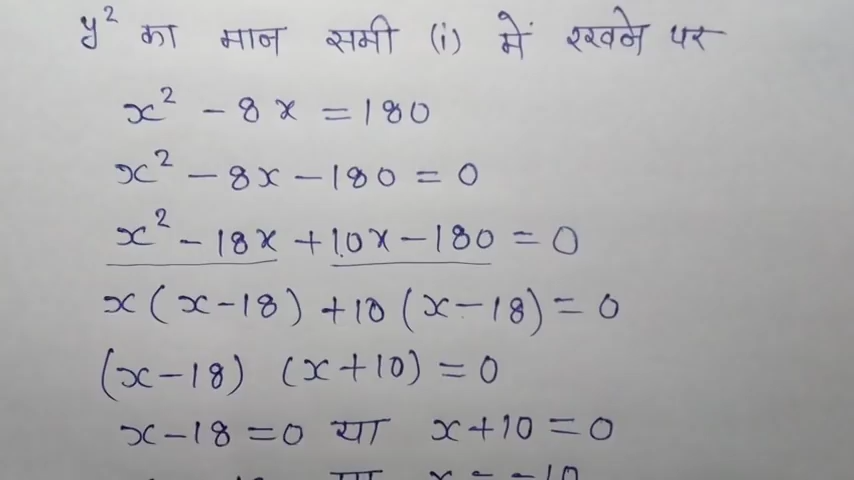 y² का मान समी (i) में रखने पर
x² - 8x = 180
x² - 8x - 180 = 0
x² - 18x + 10x - 180 = 0
x(x-18) +10 (x-18) = 0
(x-18) (x+10) = 0
x-18 = 0 या x+10 = 0
या x = -10